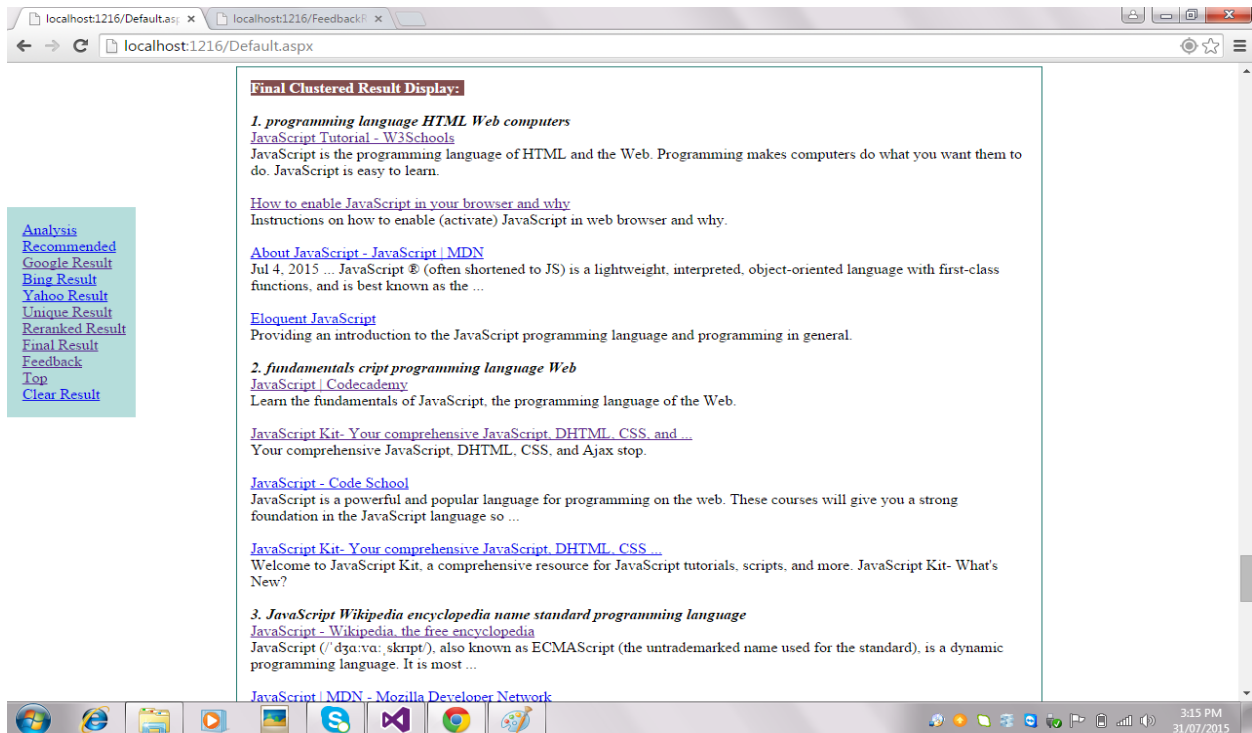 localhost:1216/Default.asp
localhost:1216/FeedbackR
localhost:1216/Default.aspx
Analysis
Recommended
Google Result
Bing Result
Yahoo Result
Unique Result
Reranked Result
Final Result
Feedback
Top
Clear Result
Final Clustered Result Display:
1. programming language HTML Web computers
JavaScript Tutorial - W3Schools
JavaScript is the programming language of HTML and the Web. Programming makes computers do what you want them to
do. JavaScript is easy to learn.
How to enable JavaScript in your browser and why
Instructions on how to enable (activate) JavaScript in web browser and why.
About JavaScript - JavaScript | MDN
Jul 4, 2015 ... JavaScript ® (often shortened to JS) is a lightweight, interpreted, object-oriented language with first-class
functions, and is best known as the ...
Eloquent JavaScript
Providing an introduction to the JavaScript programming language and programming in general.
2. fundamentals cript programming language Web
JavaScript | Codecademy
Learn the fundamentals of JavaScript, the programming language of the Web.
JavaScript Kit- Your comprehensive JavaScript, DHTML, CSS, and ...
Your comprehensive JavaScript, DHTML, CSS, and Ajax stop.
JavaScript - Code School
JavaScript is a powerful and popular language for programming on the web. These courses will give you a strong
foundation in the JavaScript language so ...
JavaScript Kit- Your comprehensive JavaScript, DHTML, CSS ...
Welcome to JavaScript Kit, a comprehensive resource for JavaScript tutorials, scripts, and more. JavaScript Kit- What's
New?
3. JavaScript Wikipedia encyclopedia name standard programming language
JavaScript - Wikipedia, the free encyclopedia
JavaScript (/ˈdʒɑːvɑːˌskrɪpt/), also known as ECMAScript (the untrademarked name used for the standard), is a dynamic
programming language. It is most ...
JavaScript | MDN - Mozilla Developer Network
3:15 PM
31/07/2015